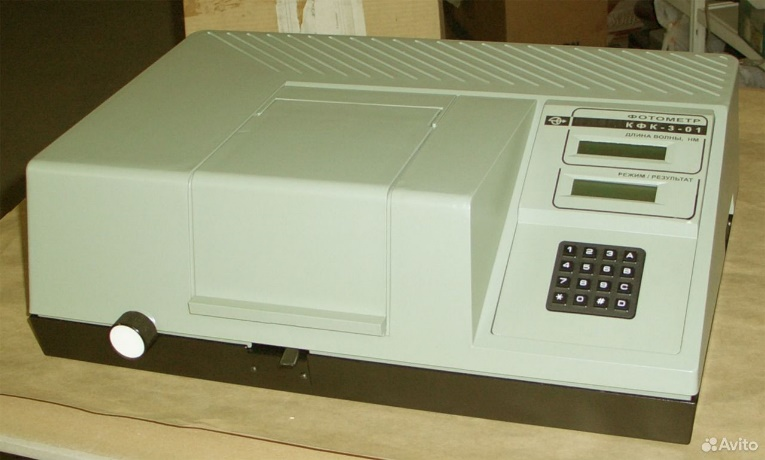 ФОТОМЕТР
КФК-3-01
ДЛИНА ВОЛНЫ, НМ
РЕЖИМ / РЕЗУЛЬТАТ
1 2 3 A
4 5 6 B
7 8 9 C
* 0 # D
Avito